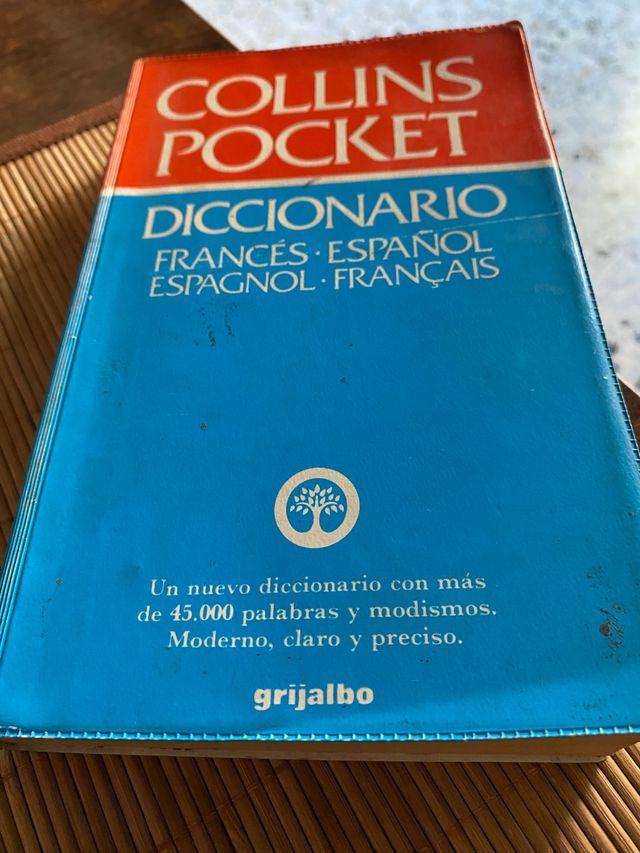 COLLINS
POCKET
DICCIONARIO
FRANCÉS · ESPAÑOL
ESPAGNOL · FRANÇAIS
Un nuevo diccionario con más
de 45.000 palabras y modismos.
Moderno, claro y preciso.
grijalbo